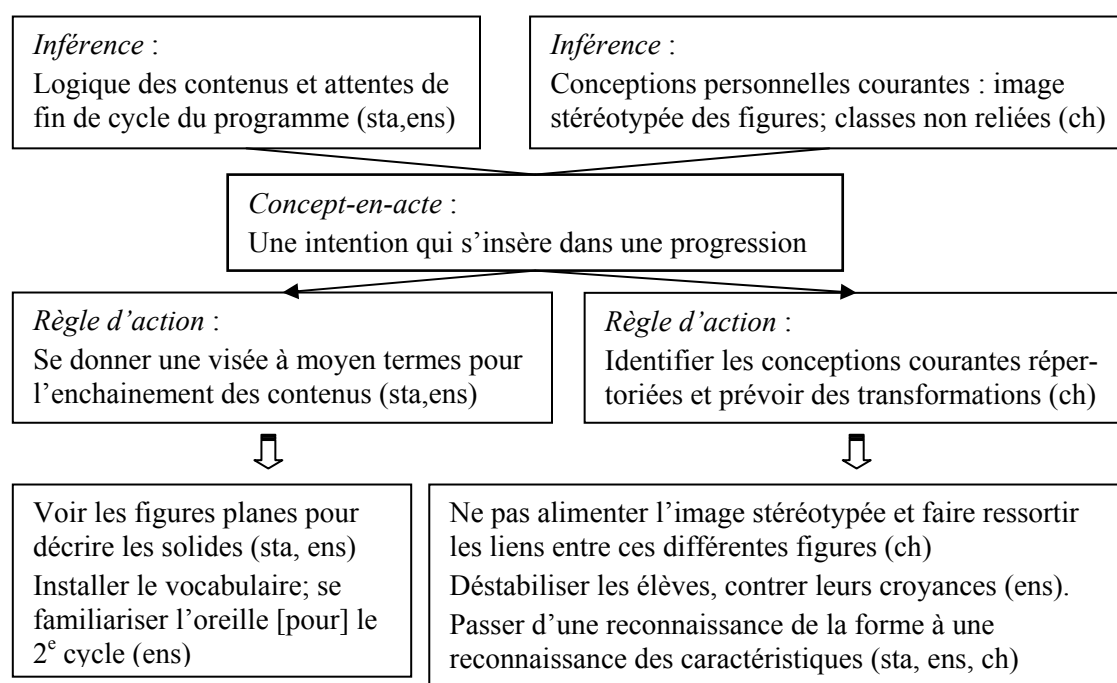 Inférence :
Logique des contenus et attentes de
fin de cycle du programme (sta,ens)
Inférence :
Conceptions personnelles courantes : image
stéréotypée des figures; classes non reliées (ch)
Concept-en-acte :
Une intention qui s’insère dans une progression
Règle d’action :
Se donner une visée à moyen termes pour
l’enchainement des contenus (sta,ens)
Règle d’action :
Identifier les conceptions courantes réper-
toriées et prévoir des transformations (ch)
Voir les figures planes pour
décrire les solides (sta, ens)
Installer le vocabulaire; se
familiariser l’oreille [pour] le
2e cycle (ens)
Ne pas alimenter l’image stéréotypée et faire ressortir
les liens entre ces différentes figures (ch)
Déstabiliser les élèves, contrer leurs croyances (ens).
Passer d’une reconnaissance de la forme à une
reconnaissance des caractéristiques (sta, ens, ch)